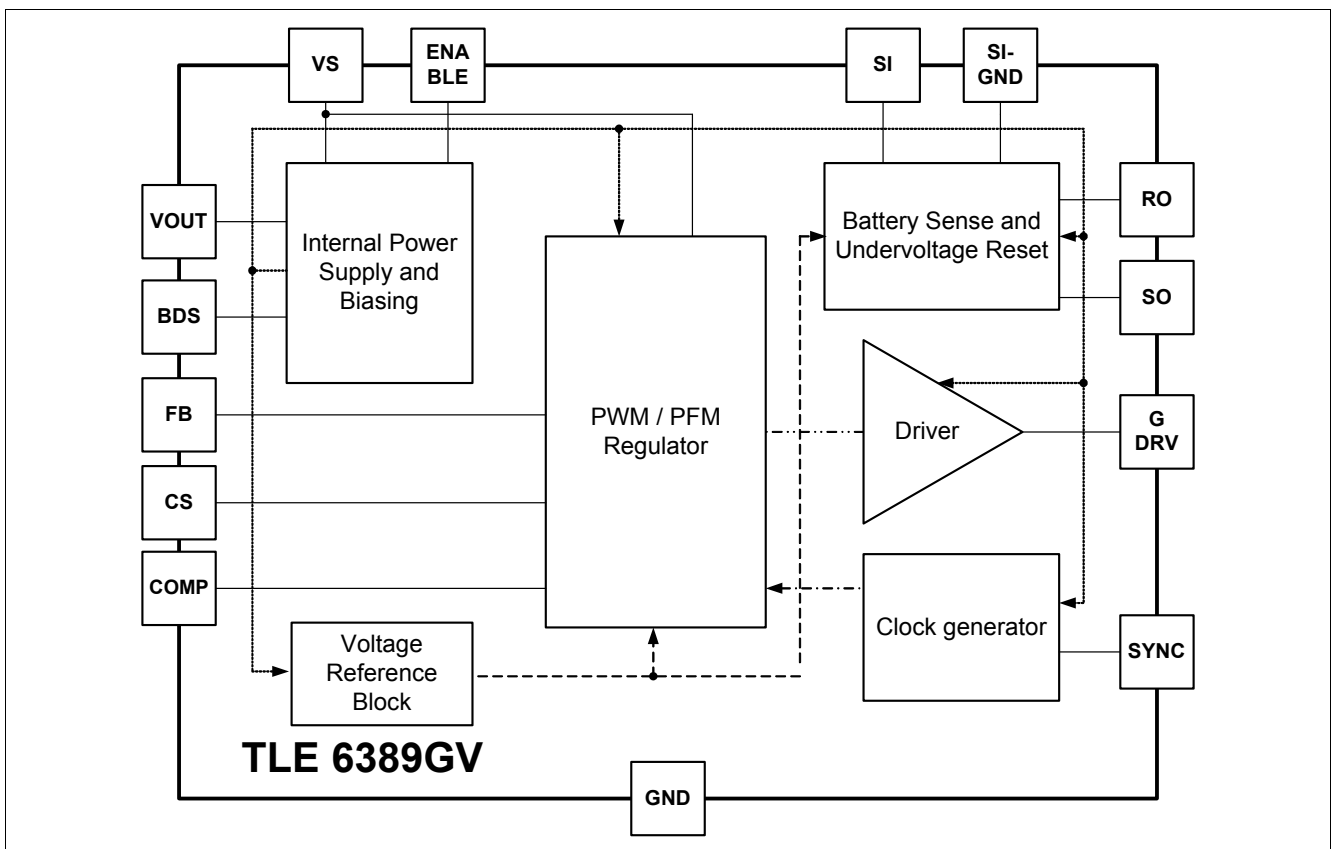 VS
ENA
BLE
SI
SI-
GND
VOUT
BDS
FB
CS
COMP
Internal Power
Supply and
Biasing
PWM / PFM
Regulator
Battery Sense and
Undervoltage Reset
RO
SO
Driver
G
DRV
Clock generator
SYNC
Voltage
Reference
Block
TLE 6389GV
GND